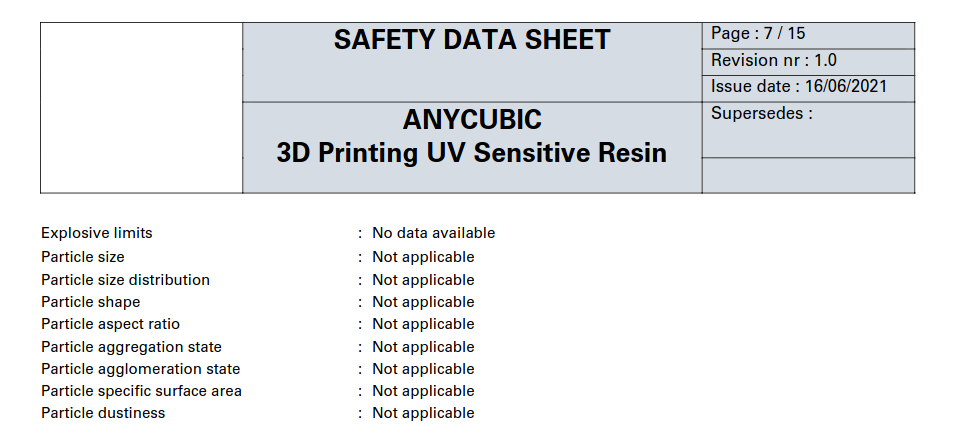 SAFETY DATA SHEET
Page : 7 / 15
Revision nr : 1.0
Issue date : 16/06/2021
ANYCUBIC
3D Printing UV Sensitive Resin
Supersedes :
Explosive limits : No data available
Particle size : Not applicable
Particle size distribution : Not applicable
Particle shape : Not applicable
Particle aspect ratio : Not applicable
Particle aggregation state : Not applicable
Particle agglomeration state : Not applicable
Particle specific surface area : Not applicable
Particle dustiness : Not applicable